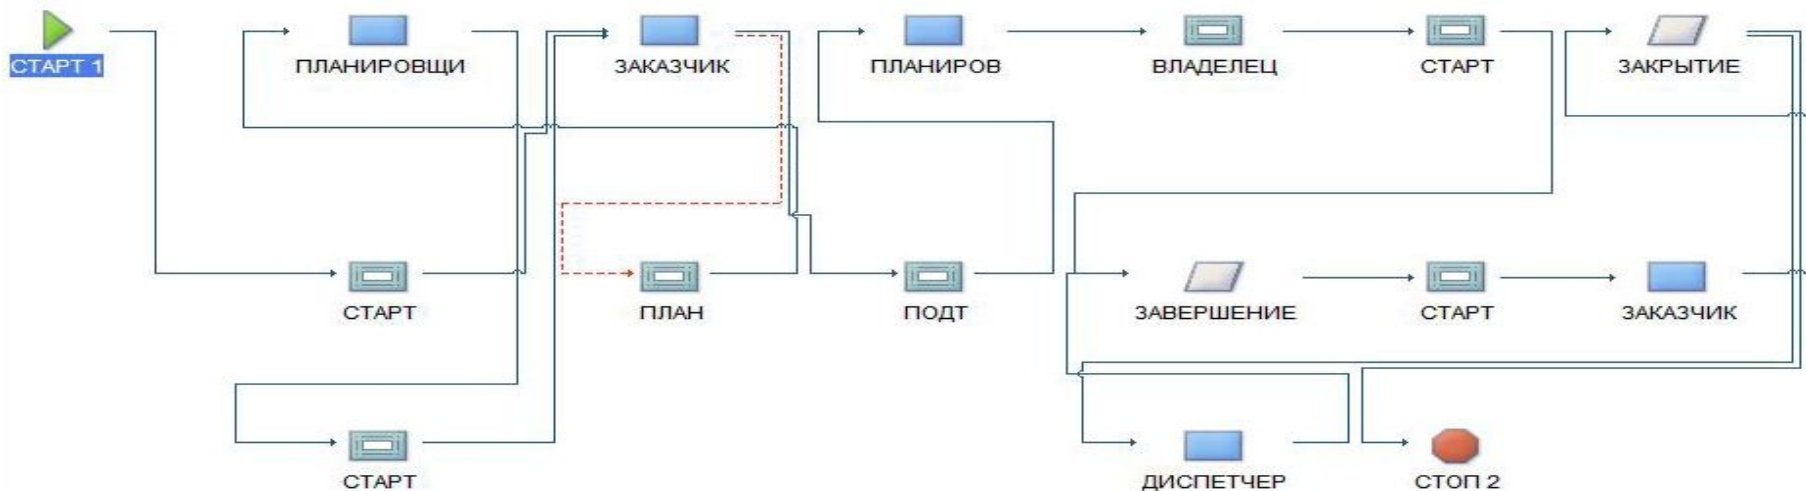 СТАРТ 1
ПЛАНИРОВЩИ
ЗАКАЗЧИК
ПЛАНИРОВ
ВЛАДЕЛЕЦ
СТАРТ
ЗАКРЫТИЕ
СТАРТ
ПЛАН
ПОДТ
ЗАВЕРШЕНИЕ
СТАРТ
ЗАКАЗЧИК
СТАРТ
ДИСПЕТЧЕР
СТОП 2